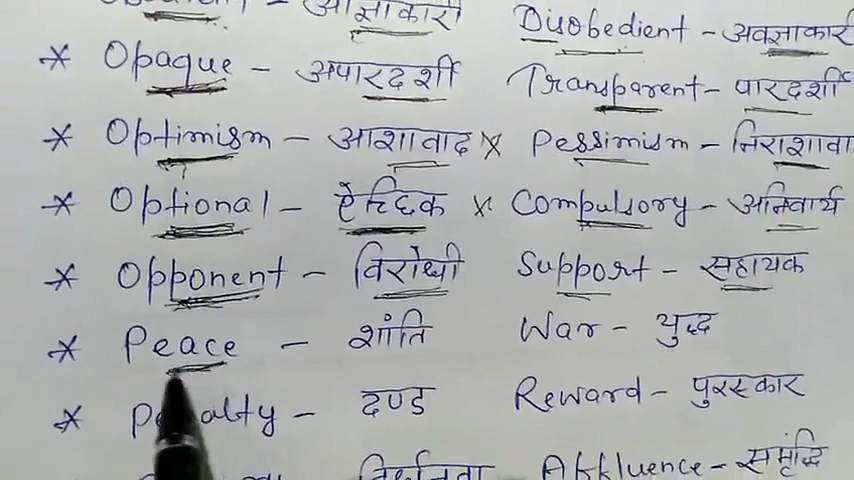 आज्ञाकारी Disobedient - अवज्ञाकारी
* Opaque - अपारदर्शी Transparent - पारदर्शी
* Optimism - आशावाद × Pessimism - निराशावा
* Optional - ऐच्छिक × Compulsory - अनिवार्य
* Opponent - विरोधी Support - सहायक
* Peace - शांति War - युद्ध
* Penalty - दण्ड Reward - पुरस्कार
निर्धनता Affluence - समृद्धि